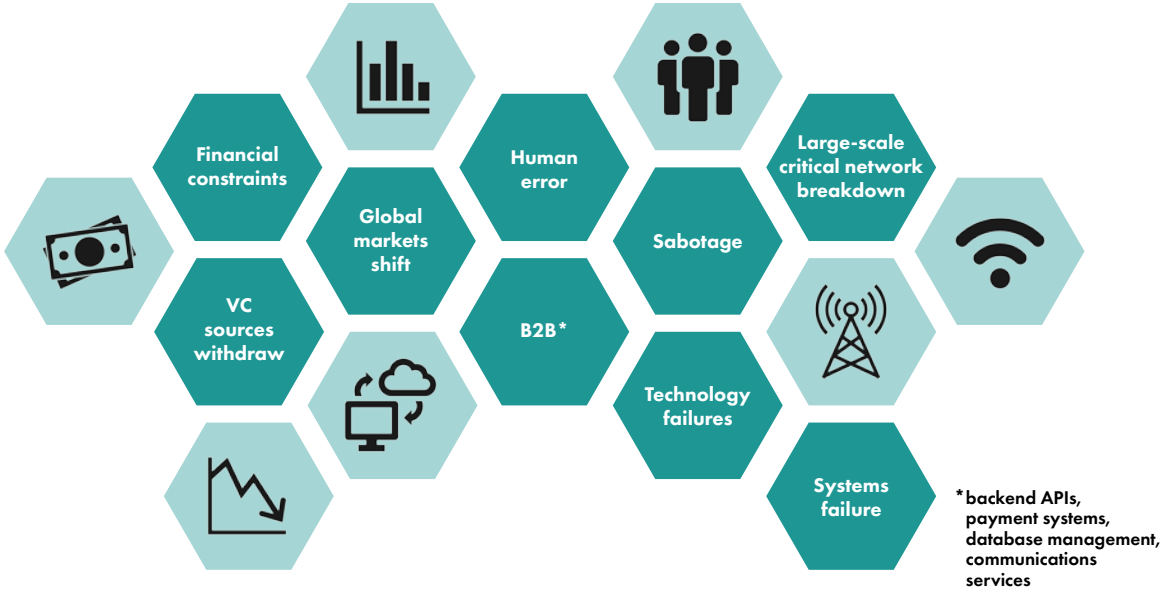 Financial
constraints
Global
markets
shift
Human
error
Sabotage
Large-scale
critical network
breakdown
VC
sources
withdraw
B2B*
Technology
failures
Systems
failure
*backend APIs,
payment systems,
database management,
communications
services